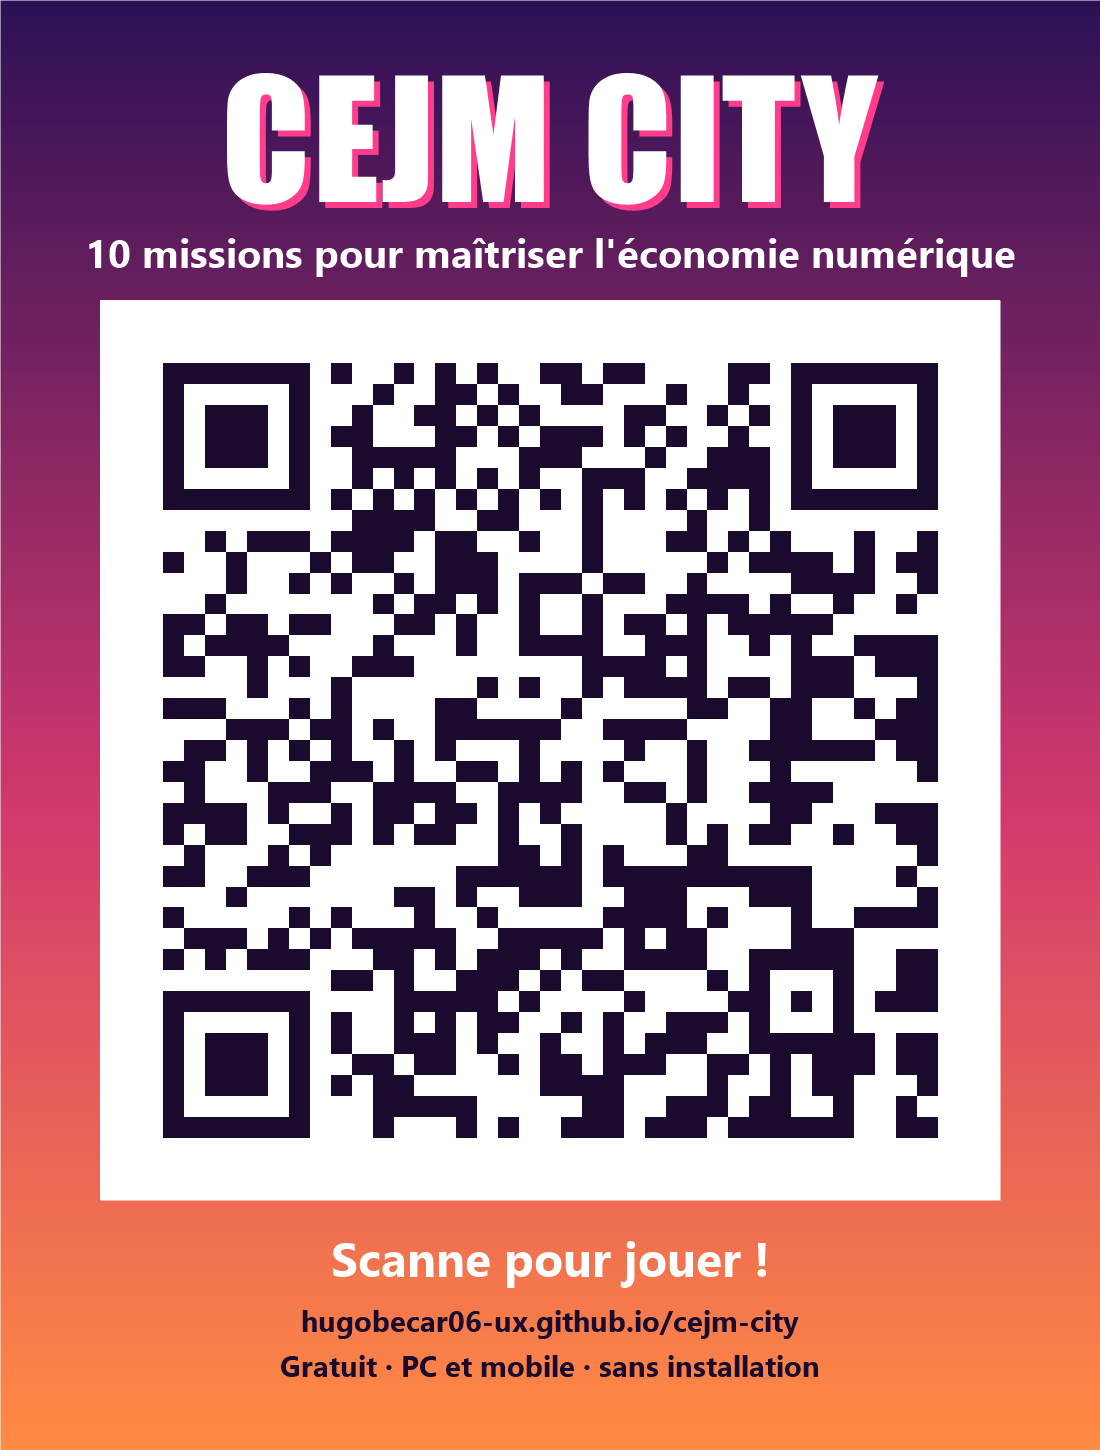 CEJM CITY
10 missions pour maîtriser l'économie numérique
Scanne pour jouer !
hugobecar06-ux.github.io/cejm-city
Gratuit · PC et mobile · sans installation